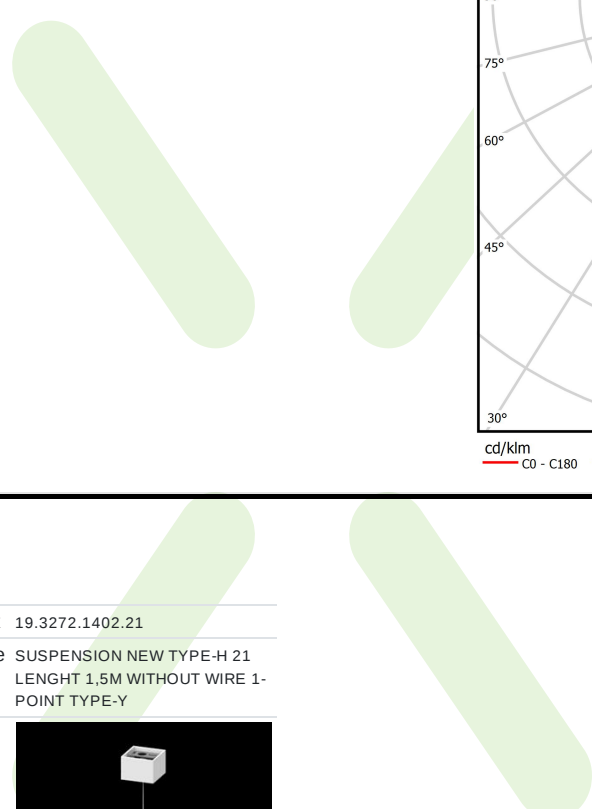 75°
60°
45°
30°
cd/klm
C0 - C180
19.3272.1402.21
SUSPENSION NEW TYPE-H 21
LENGHT 1,5M WITHOUT WIRE 1-
POINT TYPE-Y